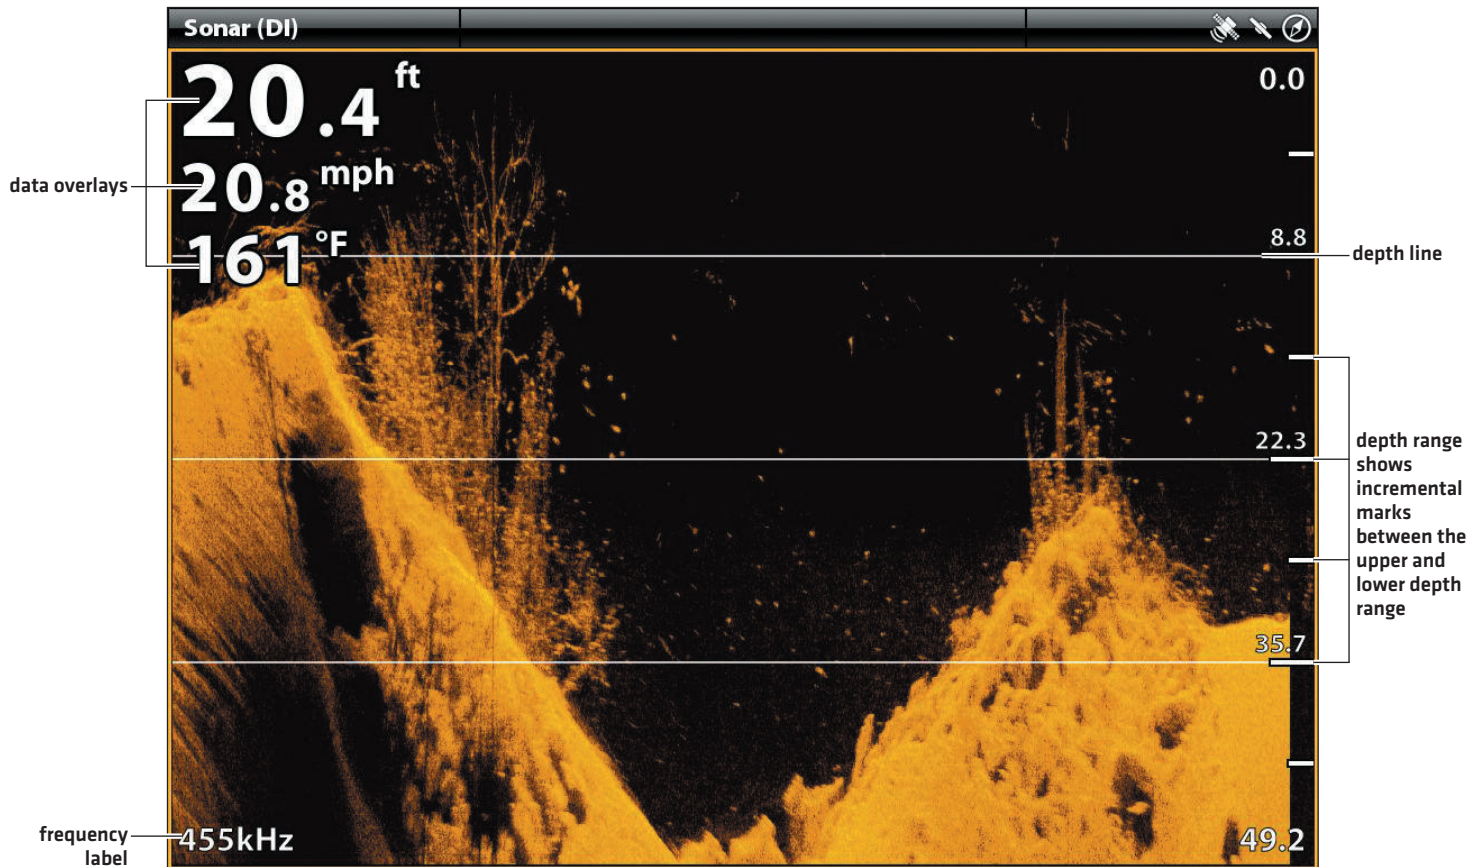 Sonar (DI)
20.4 ft
0.0
20.8 mph
data overlays
161 °F
8.8
depth line
22.3
depth range
shows
incremental
marks
between the
upper and
lower depth
range
35.7
frequency
label
455kHz
49.2